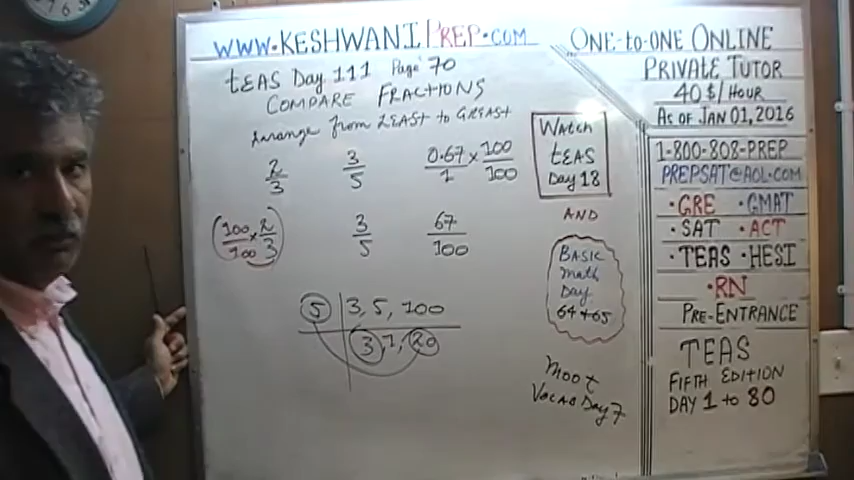 WWW.KESHWANIPREP.COM
TEAS Day 111 Page 70
COMPARE FRACTIONS
Arrange from LEAST to GREAST
2/3 3/5 0.67/1 × 100/100
(100/100 × 2/3) 3/5 67/100
5 | 3, 5, 100
3, 1, 20
WATCH
TEAS
Day 18
AND
BASIC
Math
Day
64+65
MOOT
VOCAB DAY 7
ONE-TO-ONE ONLINE
PRIVATE TUTOR
40 $/HOUR
AS OF JAN 01, 2016
1-800-808-PREP
PREPSAT@AOL.COM
•GRE •GMAT
•SAT •ACT
•TEAS •HESI
•RN
PRE-ENTRANCE
TEAS
FIFTH EDITION
DAY 1 TO 80